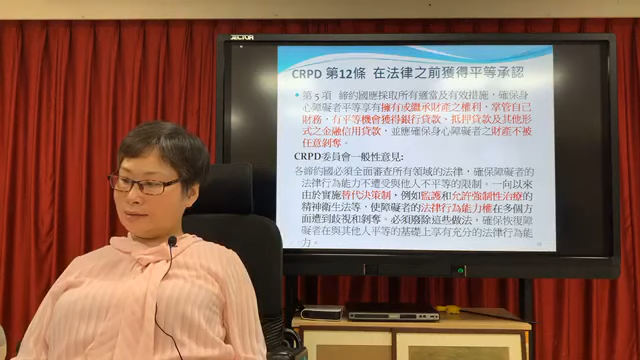 VECTOR
CRPD 第12條 在法律之前獲得平等承認
第 5 項 締約國應採取所有適當及有效措施，確保身
心障礙者平等享有擁有或繼承財產之權利，掌管自己
財務，有平等機會獲得銀行貸款、抵押貸款及其他形
式之金融信用貸款，並應確保身心障礙者之財產不被
任意剝奪。
CRPD委員會一般性意見:
各締約國必須全面審查所有領域的法律，確保障礙者的
法律行為能力不遭受與他人不平等的限制。一向以來
由於實施替代決策制，例如監護和允許強制性治療的
精神衛生法等，使障礙者的法律行為能力權在多個方
面遭到歧視和剝奪。必須廢除這些做法，確保恢復障
礙者在與其他人平等的基礎上享有充分的法律行為能
力。